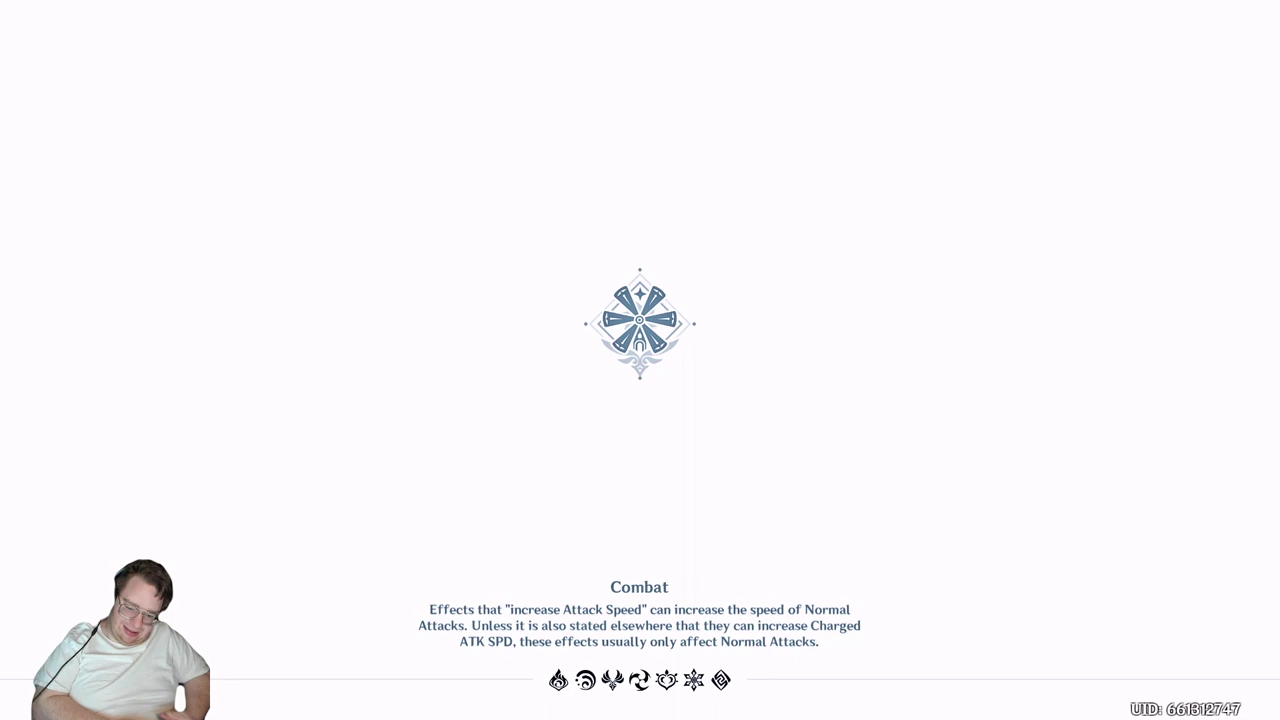 Combat
Effects that "increase Attack Speed" can increase the speed of Normal
Attacks. Unless it is also stated elsewhere that they can increase Charged
ATK SPD, these effects usually only affect Normal Attacks.
UID: 661312747